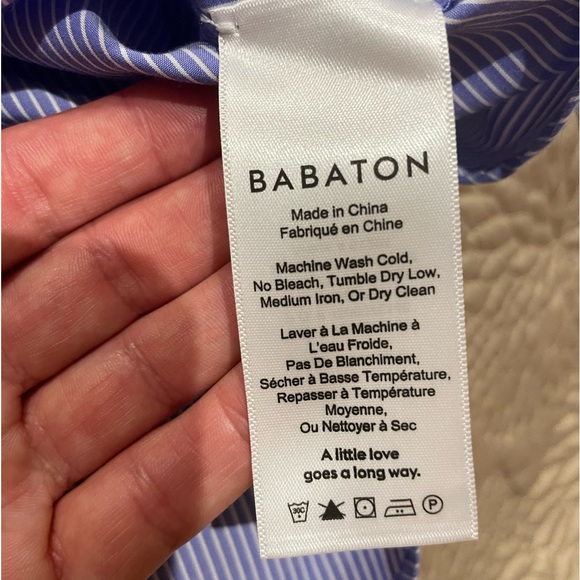 BABATON
Made in China
Fabriqué en Chine
Machine Wash Cold,
No Bleach, Tumble Dry Low,
Medium Iron, Or Dry Clean
Laver à La Machine à
L'eau Froide,
Pas De Blanchiment,
Sécher à Basse Température,
Repasser à Température
Moyenne,
Ou Nettoyer à Sec
A little love
goes a long way.
30C P